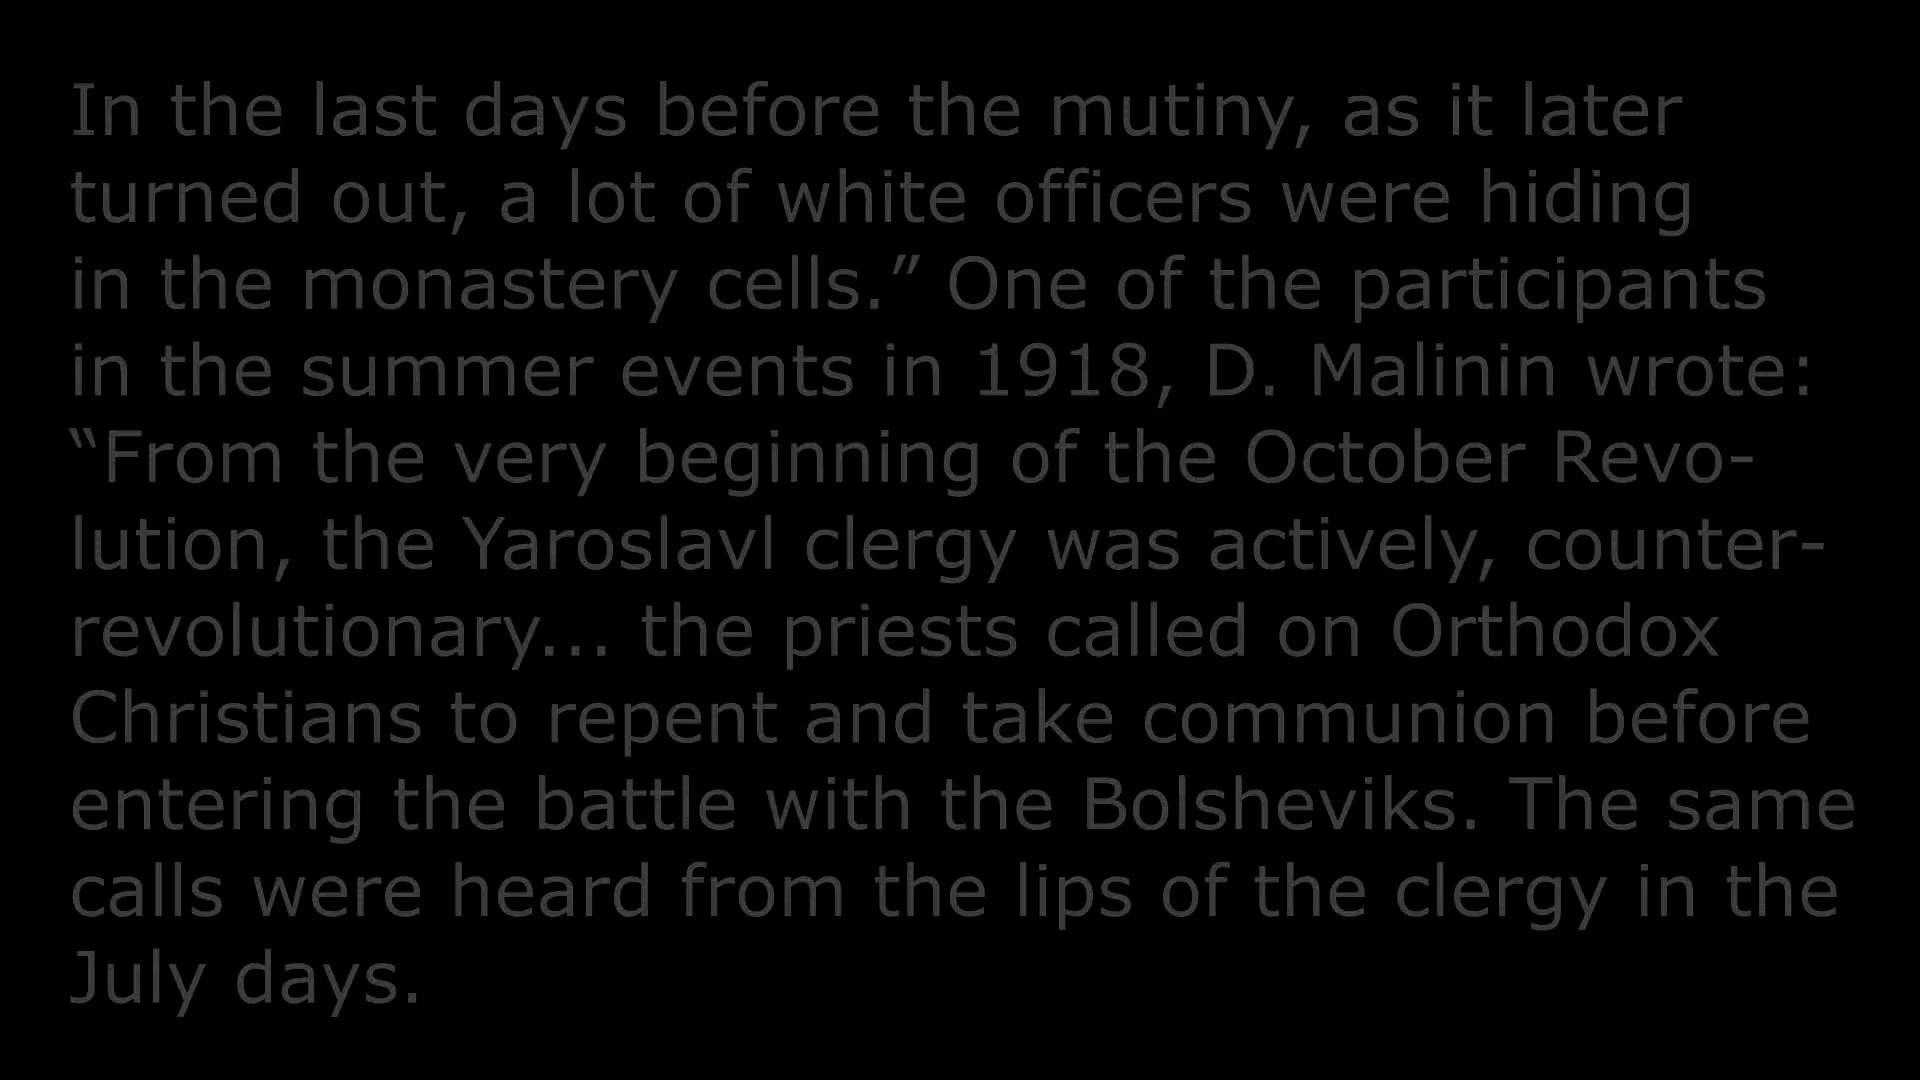 In the last days before the mutiny, as it later
turned out, a lot of white officers were hiding
in the monastery cells.” One of the participants
in the summer events in 1918, D. Malinin wrote:
“From the very beginning of the October Revo-
lution, the Yaroslavl clergy was actively, counter-
revolutionary... the priests called on Orthodox
Christians to repent and take communion before
entering the battle with the Bolsheviks. The same
calls were heard from the lips of the clergy in the
July days.